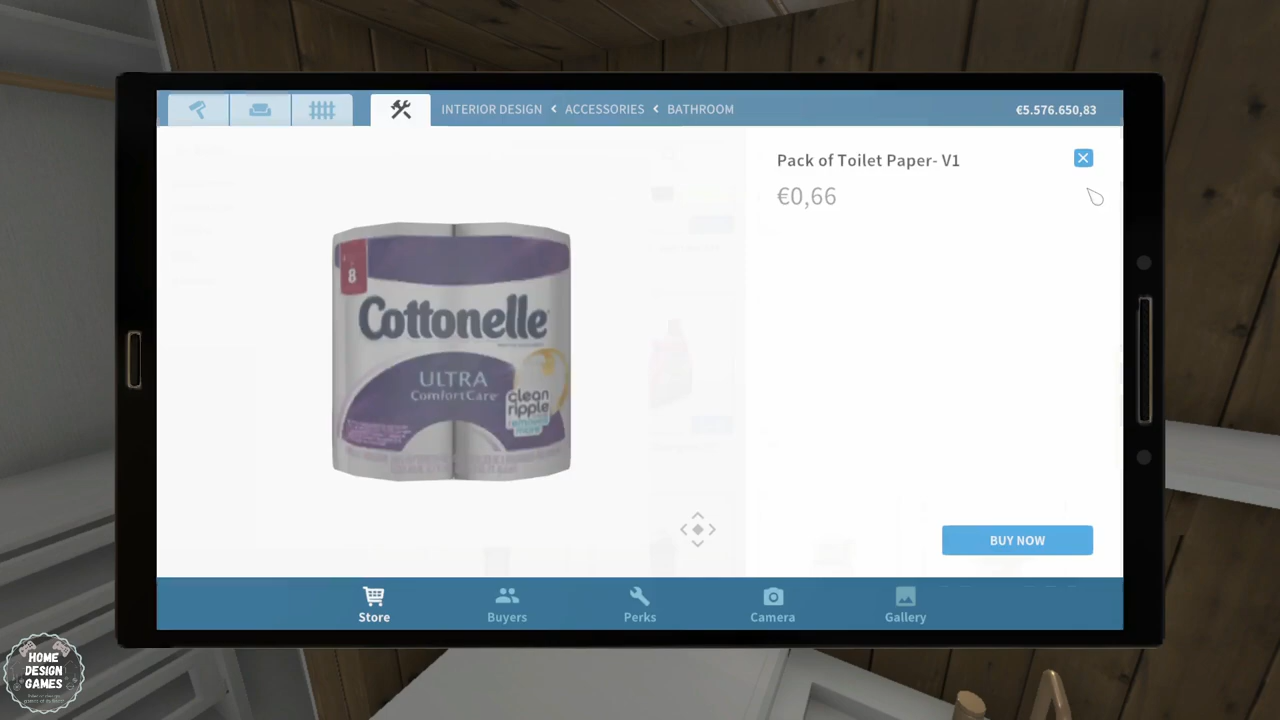 INTERIOR DESIGN < ACCESSORIES < BATHROOM
€5.576.650,83
Pack of Toilet Paper- V1
€0,66
8
Cottonelle
ULTRA
ComfortCare
clean
ripple
BUY NOW
Store
Buyers
Perks
Camera
Gallery
HOME
DESIGN
GAMES